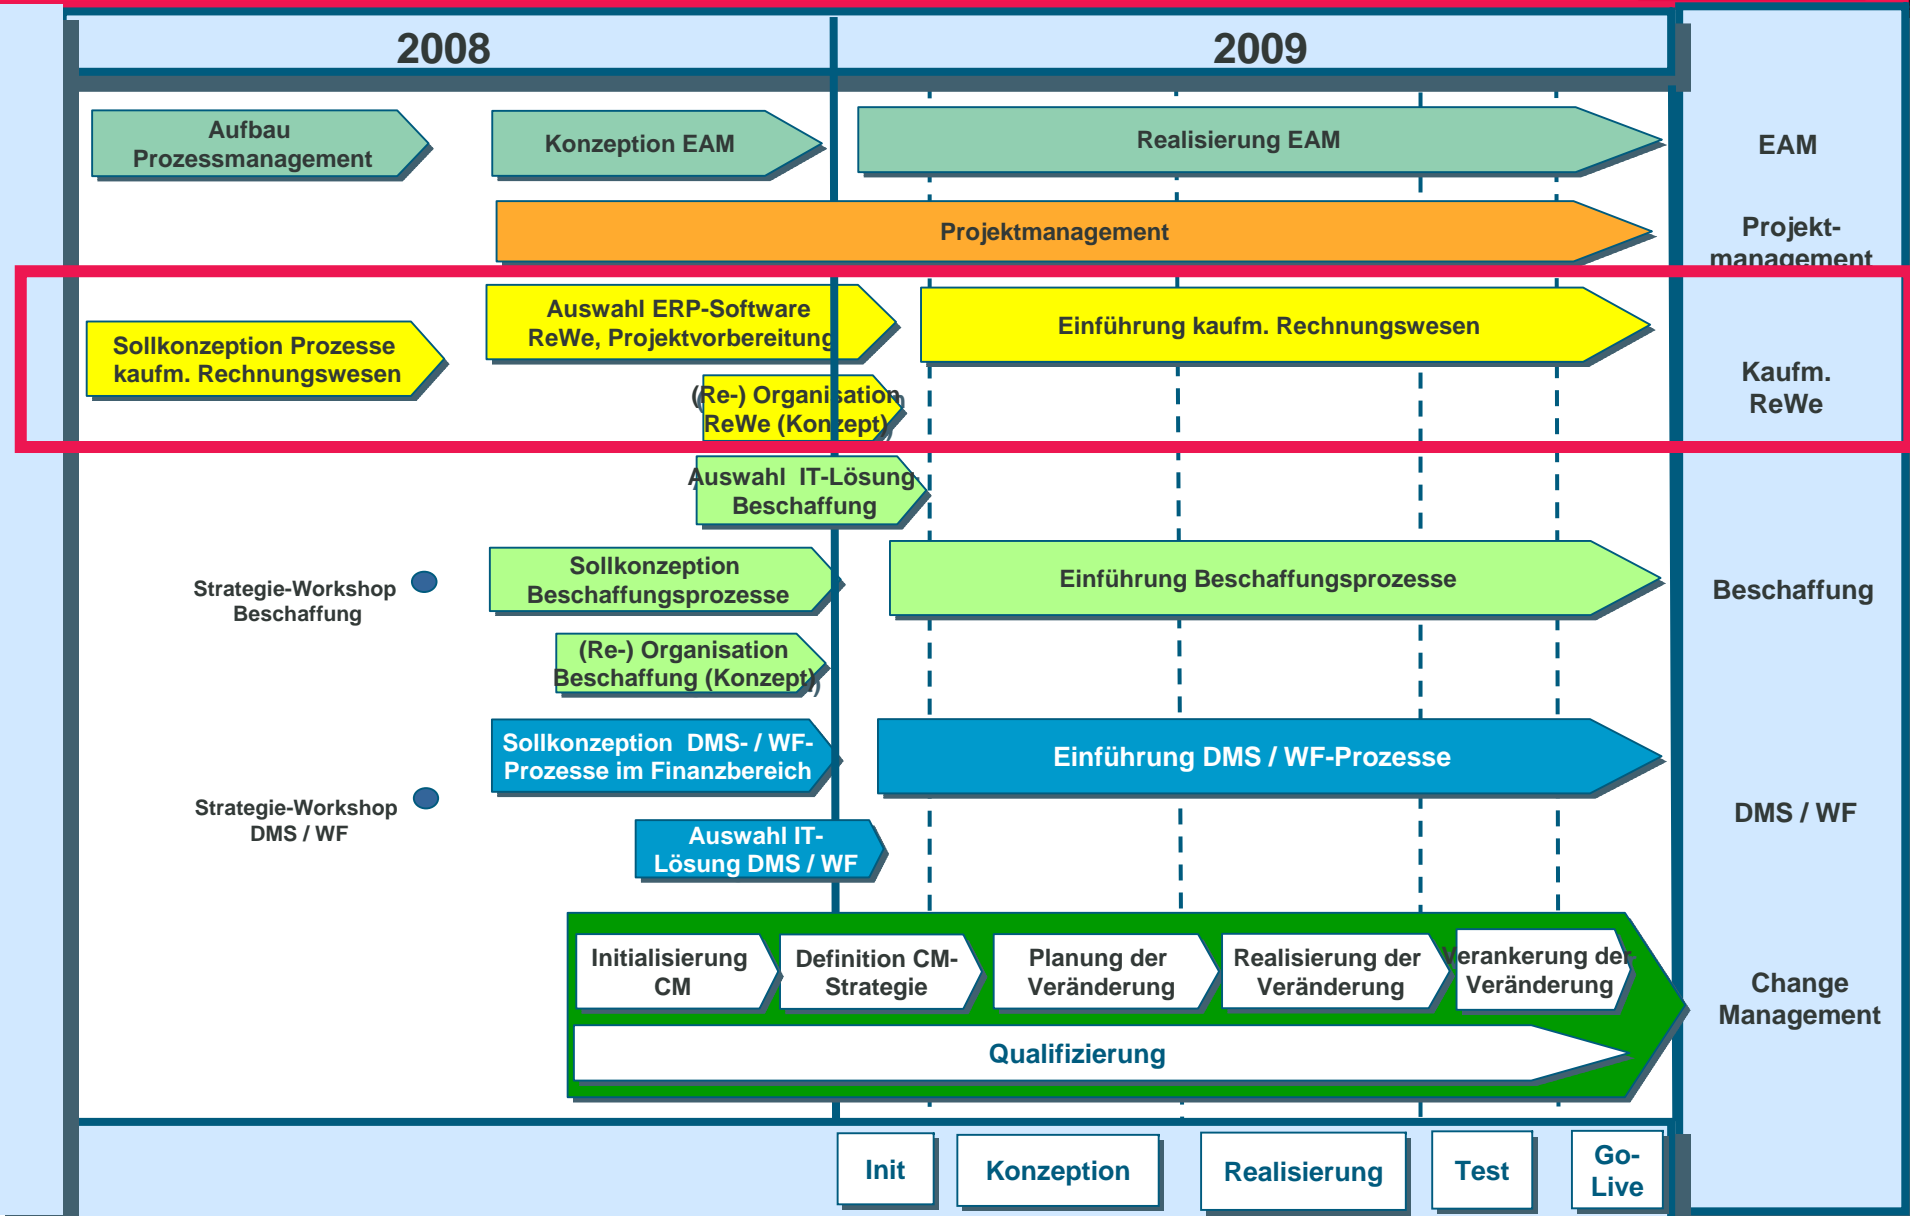 2008
2009
Aufbau
Prozessmanagement
Konzeption EAM
Realisierung EAM
EAM
Projektmanagement
Projekt-
management
Sollkonzeption Prozesse
kaufm. Rechnungswesen
Auswahl ERP-Software
ReWe, Projektvorbereitung
Einführung kaufm. Rechnungswesen
(Re-) Organisation
ReWe (Konzept)
Kaufm.
ReWe
Auswahl IT-Lösung
Beschaffung
Strategie-Workshop
Beschaffung
Sollkonzeption
Beschaffungsprozesse
Einführung Beschaffungsprozesse
Beschaffung
(Re-) Organisation
Beschaffung (Konzept)
Sollkonzeption DMS- / WF-
Prozesse im Finanzbereich
Einführung DMS / WF-Prozesse
Strategie-Workshop
DMS / WF
Auswahl IT-
Lösung DMS / WF
DMS / WF
Initialisierung
CM
Definition CM-
Strategie
Planung der
Veränderung
Realisierung der
Veränderung
Verankerung der
Veränderung
Change
Management
Qualifizierung
Init
Konzeption
Realisierung
Test
Go-
Live